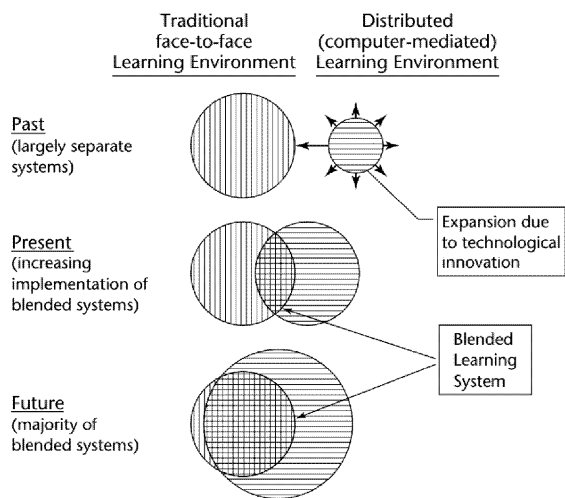 Traditional
face-to-face
Learning Environment
Distributed
(computer-mediated)
Learning Environment
Past
(largely separate
systems)
Expansion due
to technological
innovation
Present
(increasing
implementation of
blended systems)
Blended
Learning
System
Future
(majority of
blended systems)